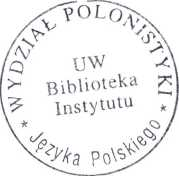 WYDZIAŁ POLONISTYKI
UW
Biblioteka
Instytutu
* Języka Polskiego *